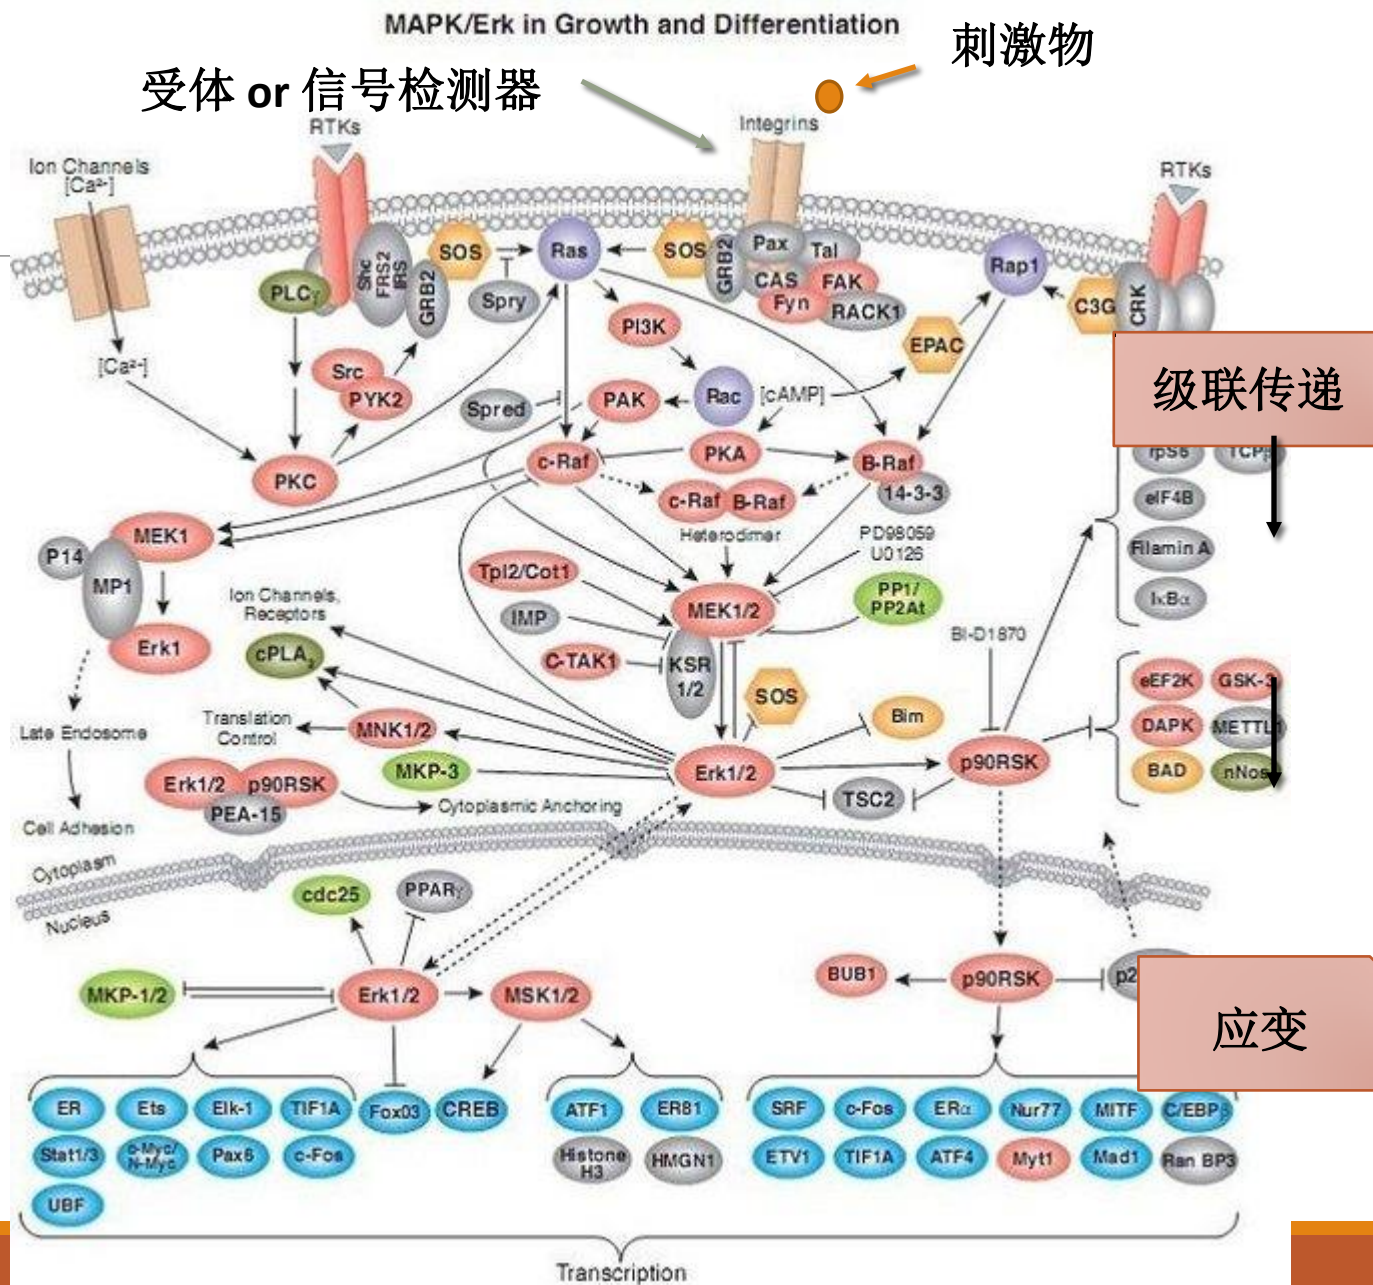 MAPK/Erk in Growth and Differentiation
刺激物
受体 or 信号检测器
RTKs
Integrins
Ion Channels
[Ca²⁻]
RTKs
SOS
Ras
SOS
GRB2
Pax
Tal
Rap1
Shc
FRS2
IRS
GRB2
CAS
FAK
PLCγ
Spry
Fyn
RACK1
C3G
CRK
PI3K
EPAC
[Ca²⁻]
Src
PYK2
级联传递
Spred
PAK
Rac
[cAMP]
PKC
c-Raf
PKA
B-Raf
14-3-3
rpS6
TCPβ
c-Raf
B-Raf
eIF4B
MEK1
Heterodimer
PD98059
U0126
P14
MP1
Filamin A
Tpl2/Cot1
Ion Channels,
Receptors
MEK1/2
PP1/
PP2At
IκBα
IMP
Erk1
cPLA₂
C-TAK1
KSR
1/2
BI-D1870
SOS
eEF2K
GSK-3
Late Endosome
Translation
Control
MNK1/2
Bim
DAPK
METTL1
MKP-3
Erk1/2
p90RSK
BAD
nNos
Erk1/2
p90RSK
PEA-15
Cytoplasmic Anchoring
TSC2
Cell Adhesion
Cytoplasm
Nucleus
cdc25
PPARγ
MKP-1/2
Erk1/2
MSK1/2
BUB1
p90RSK
应变
ER
Ets
Elk-1
TIF1A
Fox03
CREB
ATF1
ER81
SRF
c-Fos
ERα
Nur77
MITF
C/EBPβ
Stat1/3
c-Myc/
N-Myc
Pax6
c-Fos
Histone
H3
HMGN1
ETV1
TIF1A
ATF4
Myt1
Mad1
Ran BP3
UBF
Transcription